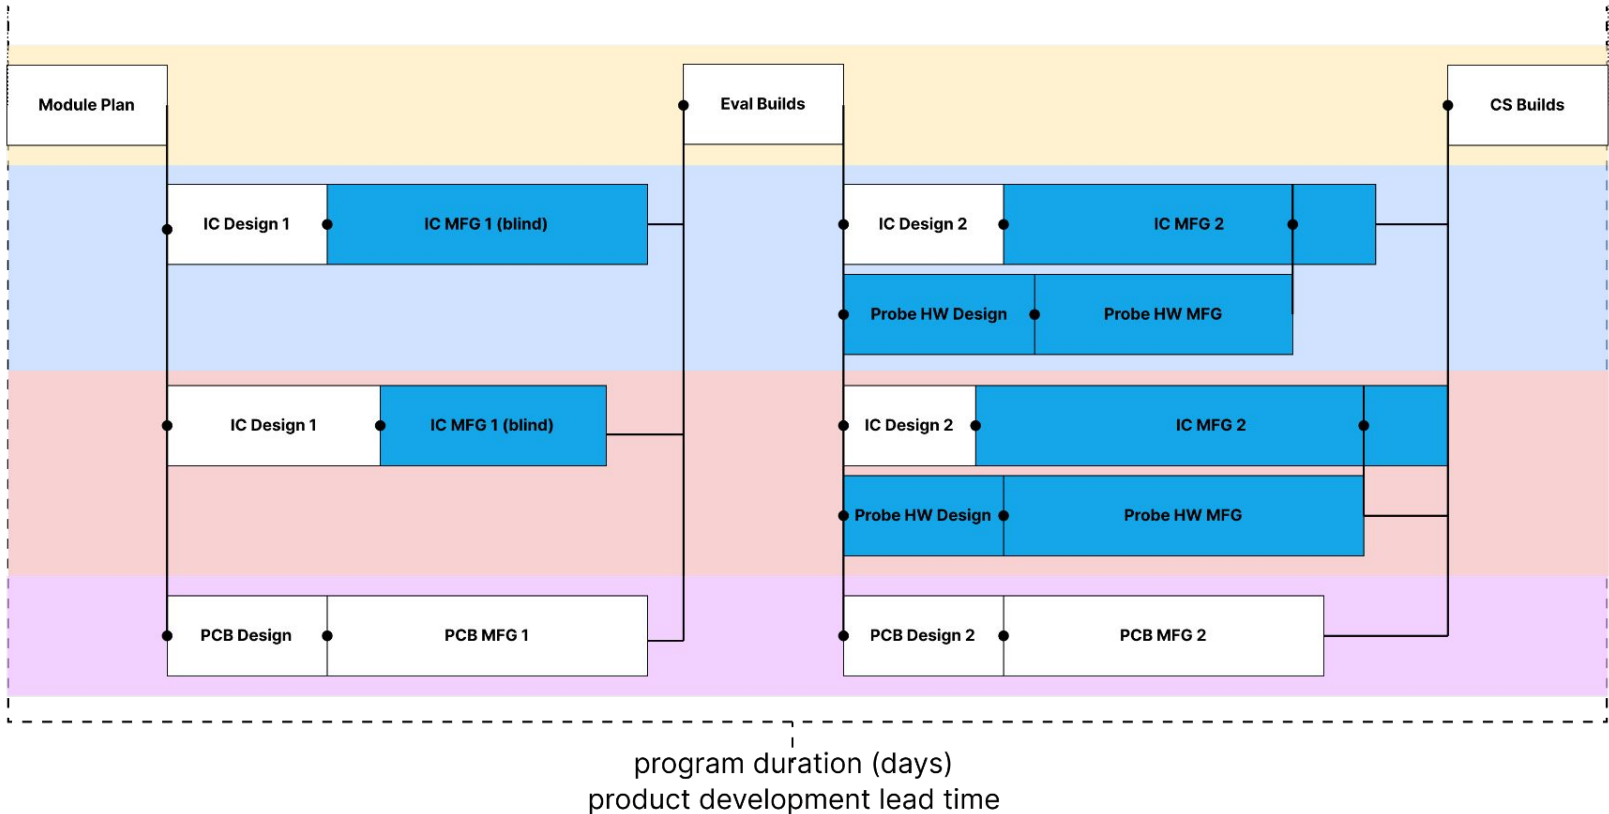 Module Plan
Eval Builds
CS Builds
IC Design 1
IC MFG 1 (blind)
IC Design 2
IC MFG 2
Probe HW Design
Probe HW MFG
IC Design 1
IC MFG 1 (blind)
IC Design 2
IC MFG 2
Probe HW Design
Probe HW MFG
PCB Design
PCB MFG 1
PCB Design 2
PCB MFG 2
program duration (days)
product development lead time